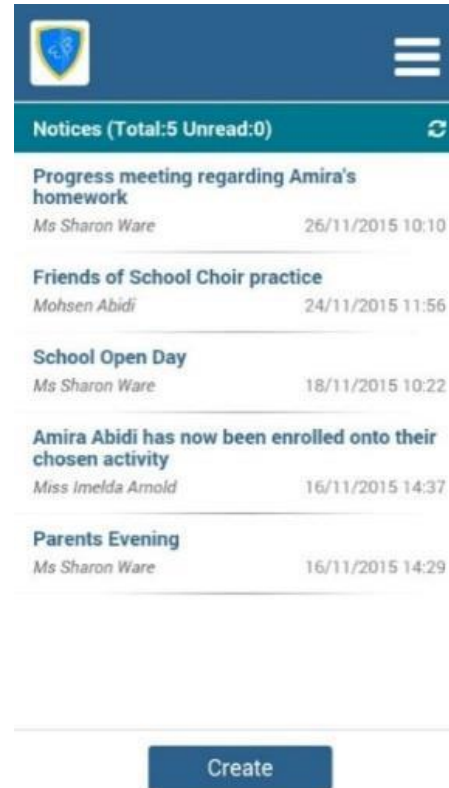 Notices (Total:5 Unread:0)
Progress meeting regarding Amira's
homework
Ms Sharon Ware 26/11/2015 10:10
Friends of School Choir practice
Mohsen Abidi 24/11/2015 11:56
School Open Day
Ms Sharon Ware 18/11/2015 10:22
Amira Abidi has now been enrolled onto their
chosen activity
Miss Imelda Arnold 16/11/2015 14:37
Parents Evening
Ms Sharon Ware 16/11/2015 14:29
Create